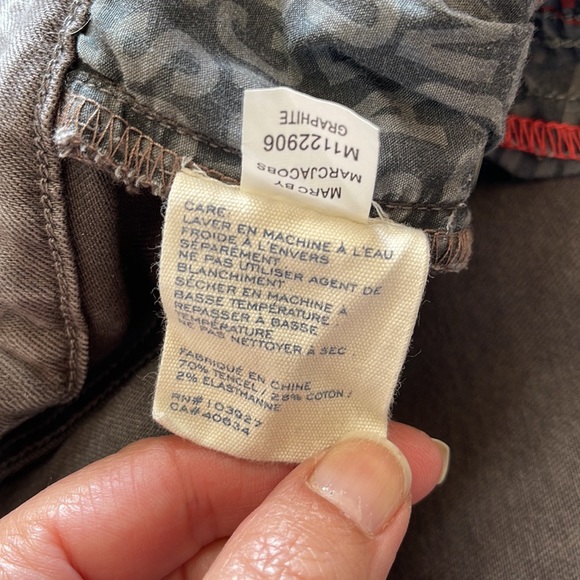 MARC BY
MARCJACOBS
M1122906
GRAPHITE
CARE:
LAVER EN MACHINE À L'EAU
FROIDE À L'ENVERS
SÉPARÉMENT
NE PAS UTILISER AGENT DE
BLANCHIMENT
SÉCHER EN MACHINE À
BASSE TEMPÉRATURE.
REPASSER À BASSE
TEMPÉRATURE
NE PAS NETTOYER À SEC.
FABRIQUÉ EN CHINE
70% TENCEL, 28% COTON,
2% ELASTHANNE
RN# 103927
CA# 40634